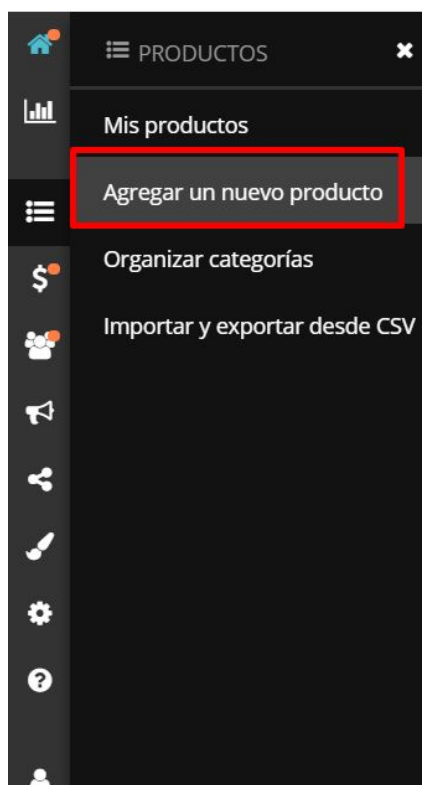 PRODUCTOS
Mis productos
Agregar un nuevo producto
Organizar categorías
Importar y exportar desde CSV